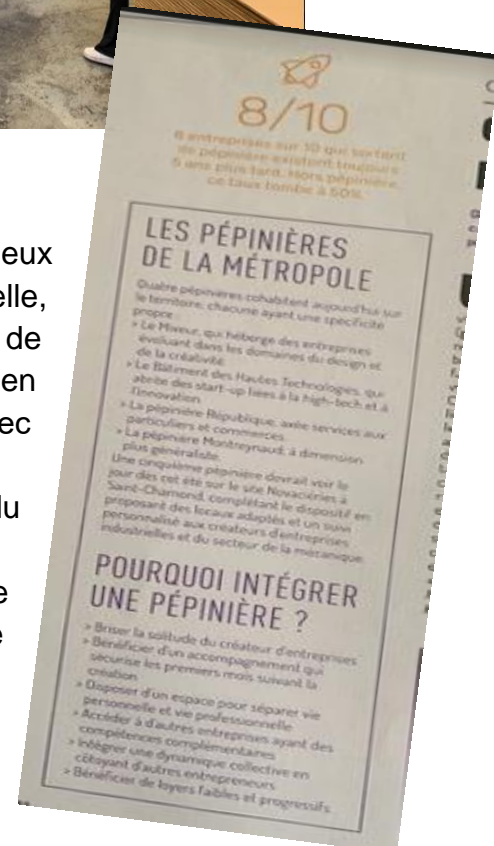 8/10
8 entreprises sur 10 qui sortent
de pépinière existent toujours
5 ans plus tard. Hors pépinière,
ce taux tombe à 50%.
LES PÉPINIÈRES
DE LA MÉTROPOLE
Quatre pépinières cohabitent aujourd'hui sur
le territoire, chacune ayant une spécificité
propre :
> Le Mixeur, qui héberge des entreprises
évoluant dans les domaines du design et
de la créativité.
> Le Bâtiment des Hautes Technologies, qui
abrite des start-up liées à la high-tech et à
l'innovation.
> La pépinière République, axée services aux
particuliers et commerces.
> La pépinière Montreynaud, à dimension
plus généraliste.
Une cinquième pépinière devrait voir le
jour dès cet été sur le site Novaciéries à
Saint-Chamond, complétant le dispositif en
proposant des locaux adaptés et un suivi
personnalisé aux créateurs d'entreprises
industrielles et du secteur de la mécanique.
POURQUOI INTÉGRER
UNE PÉPINIÈRE ?
> Briser la solitude du créateur d'entreprises
> Bénéficier d'un accompagnement qui
sécurise les premiers mois suivant la
création
> Disposer d'un espace pour séparer vie
personnelle et vie professionnelle
> Accéder à d'autres entreprises ayant des
compétences complémentaires
> Intégrer une dynamique collective en
côtoyant d'autres entrepreneurs
> Bénéficier de loyers faibles et progressifs
eux
elle,
de
en